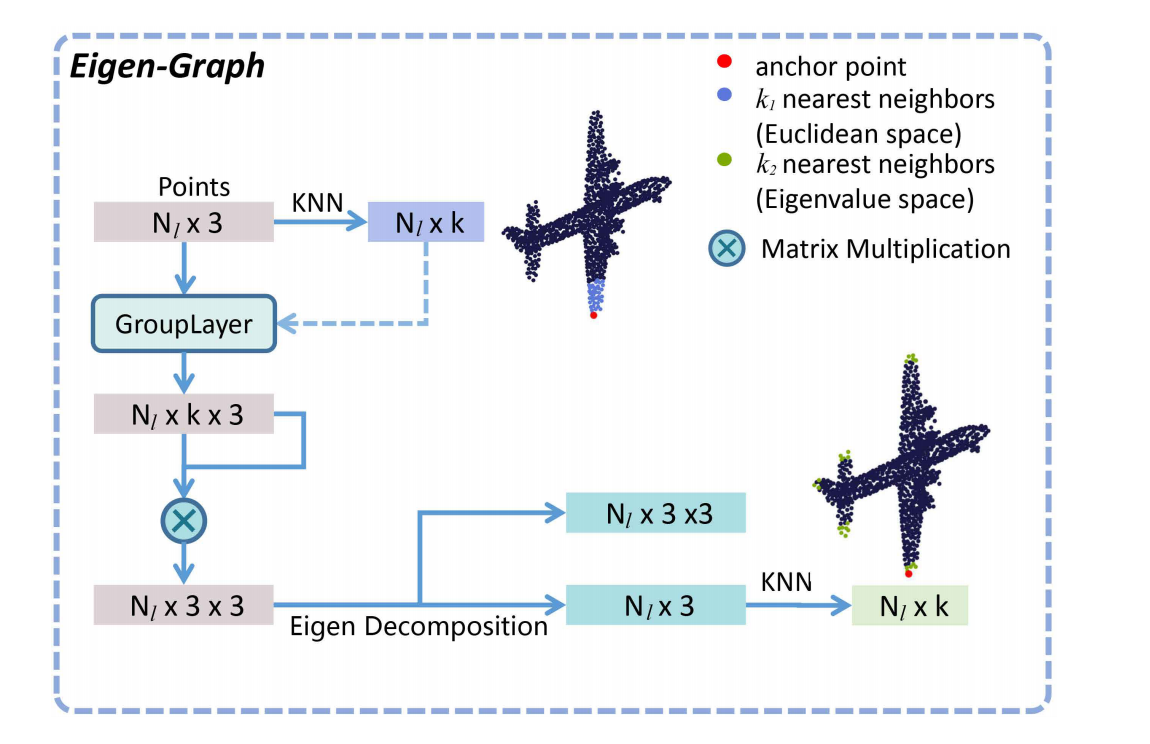 Eigen-Graph
anchor point
k₁ nearest neighbors
(Euclidean space)
k₂ nearest neighbors
(Eigenvalue space)
Matrix Multiplication
Points
Nₗ x 3
KNN
Nₗ x k
GroupLayer
Nₗ x k x 3
Nₗ x 3 x3
Nₗ x 3 x 3
Eigen Decomposition
Nₗ x 3
KNN
Nₗ x k